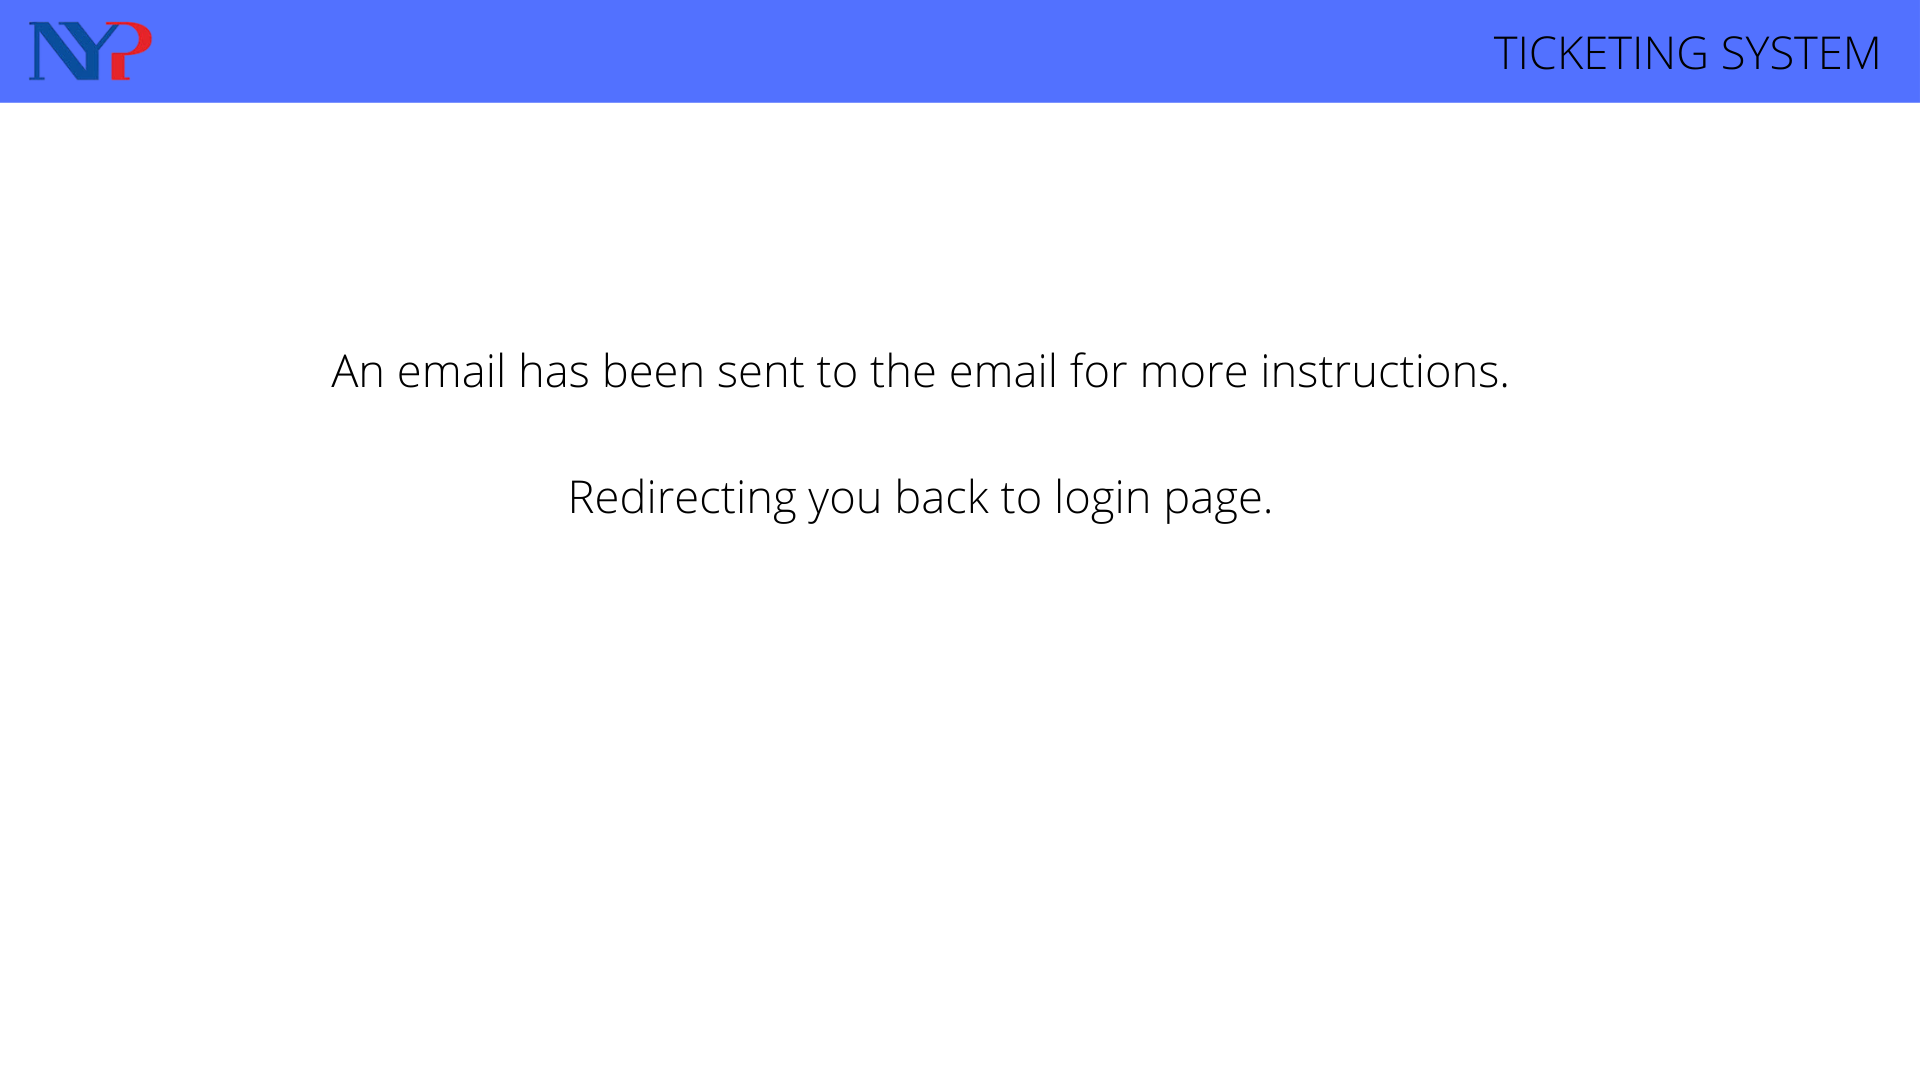 NYP
TICKETING SYSTEM
An email has been sent to the email for more instructions.
Redirecting you back to login page.